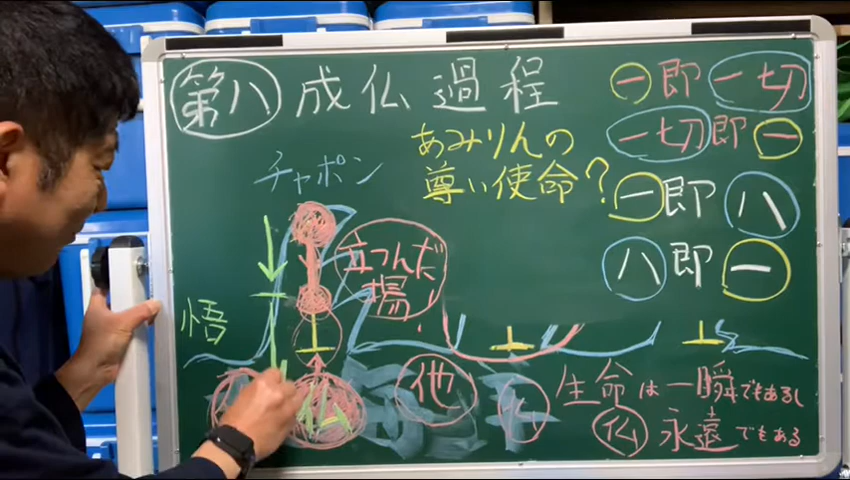 第八 成仏過程
一即一切
一切即一
あみりんの
尊い使命?
一即八
八即一
チャポン
立つんだ
場
悟
他
仏
生命は一瞬でもあるし
仏 永遠でもある